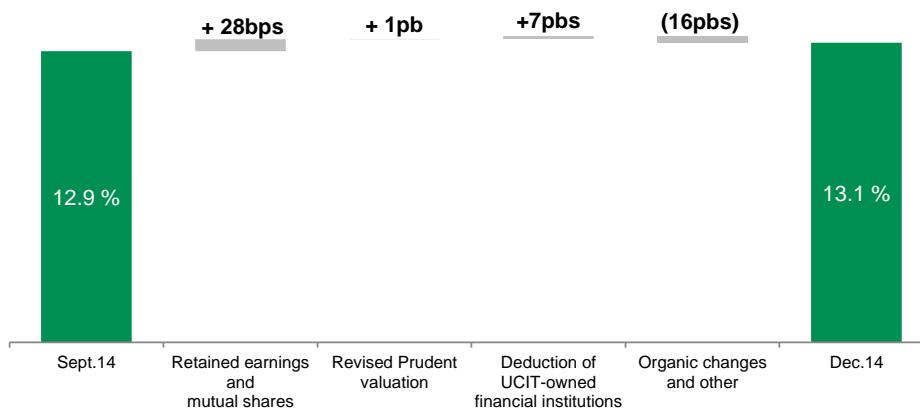 + 28bps
+ 1pb
+7pbs
(16pbs)
12.9 %
13.1 %
Sept.14
Retained earnings
and
mutual shares
Revised Prudent
valuation
Deduction of
UCIT-owned
financial institutions
Organic changes
and other
Dec.14